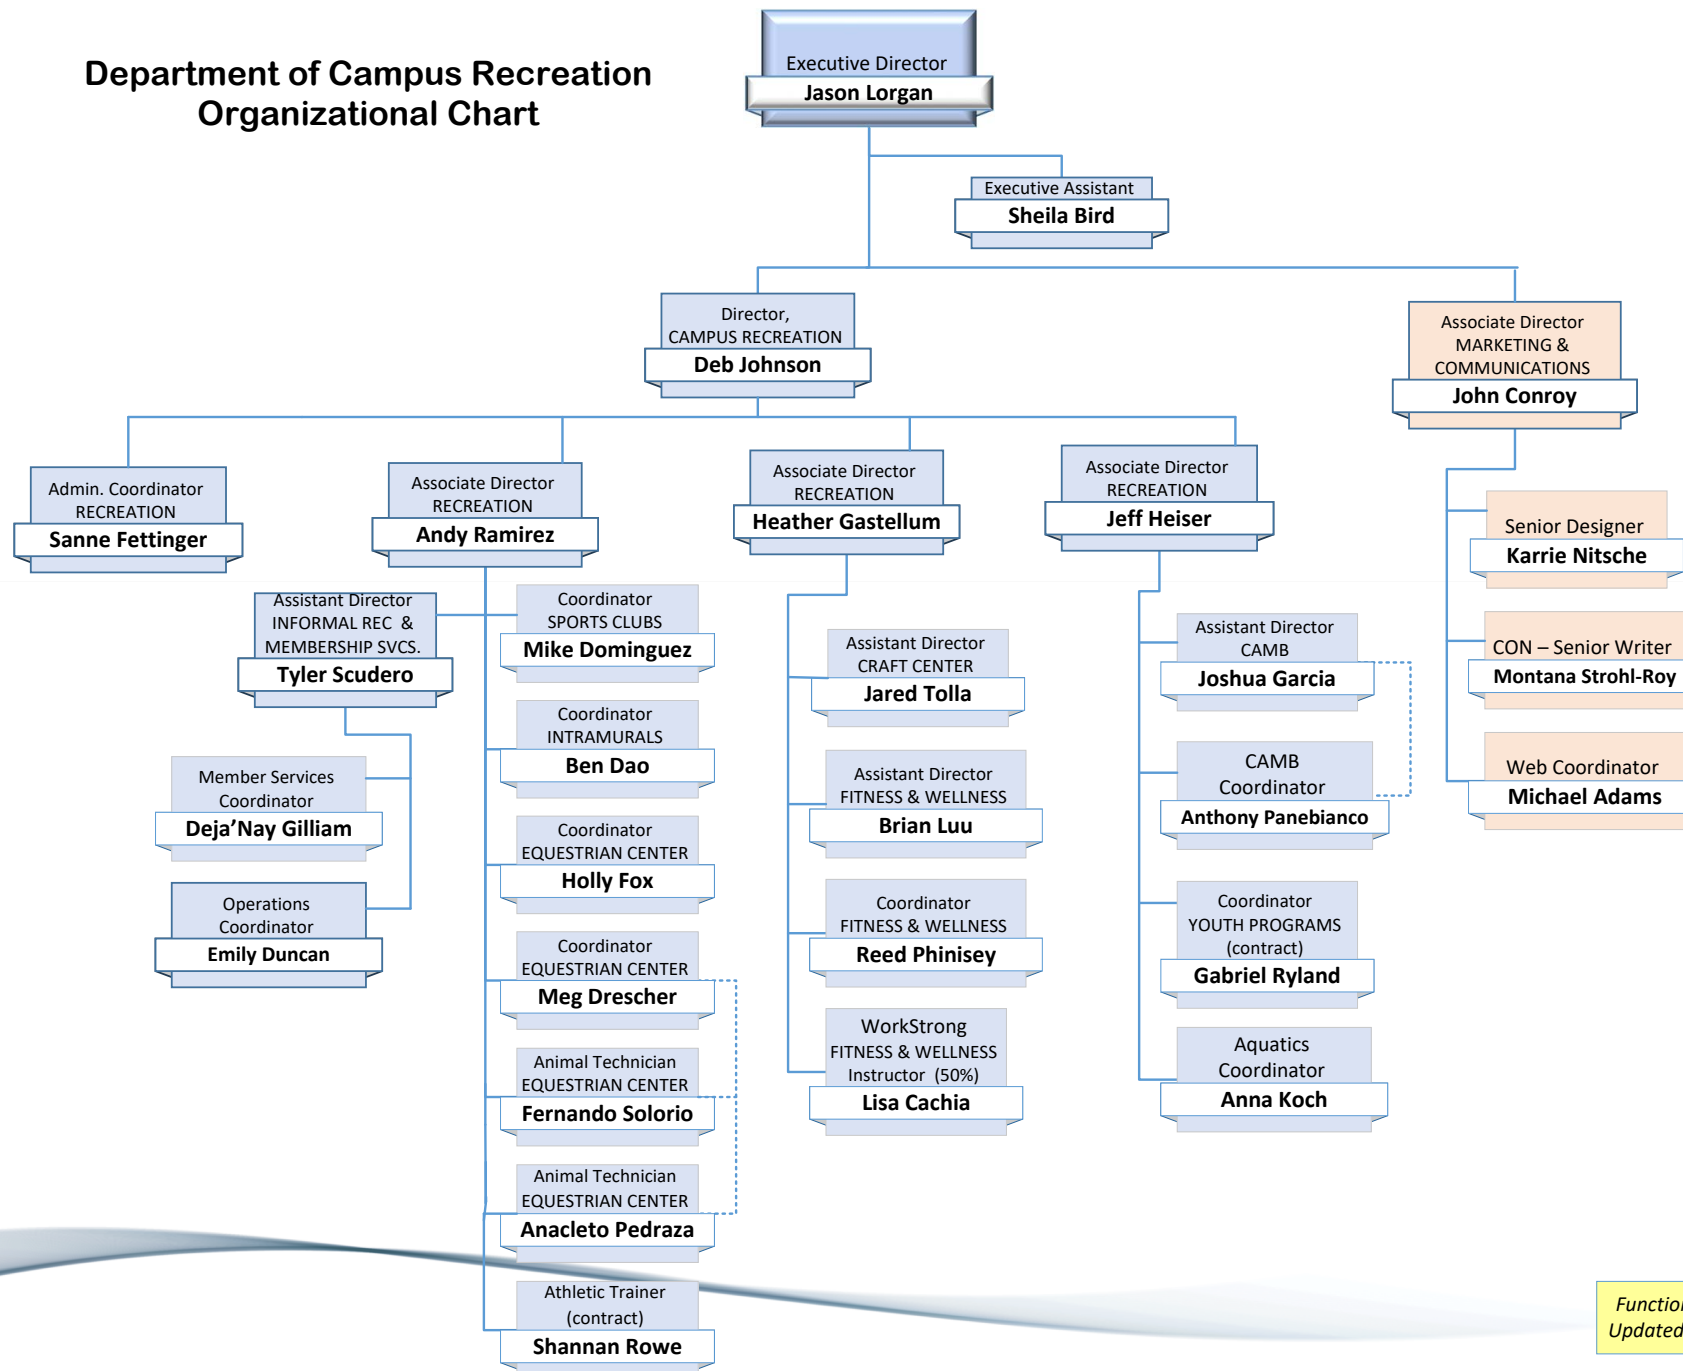 Department of Campus Recreation
Organizational Chart
Executive Director
Jason Lorgan
Executive Assistant
Sheila Bird
Director,
CAMPUS RECREATION
Deb Johnson
Associate Director
MARKETING &
COMMUNICATIONS
John Conroy
Admin. Coordinator
RECREATION
Sanne Fettinger
Associate Director
RECREATION
Andy Ramirez
Associate Director
RECREATION
Heather Gastellum
Associate Director
RECREATION
Jeff Heiser
Senior Designer
Karrie Nitsche
CON – Senior Writer
Montana Strohl-Roy
Web Coordinator
Michael Adams
Assistant Director
INFORMAL REC &
MEMBERSHIP SVCS.
Tyler Scudero
Member Services
Coordinator
Deja’Nay Gilliam
Operations
Coordinator
Emily Duncan
Coordinator
SPORTS CLUBS
Mike Dominguez
Coordinator
INTRAMURALS
Ben Dao
Coordinator
EQUESTRIAN CENTER
Holly Fox
Coordinator
EQUESTRIAN CENTER
Meg Drescher
Animal Technician
EQUESTRIAN CENTER
Fernando Solorio
Animal Technician
EQUESTRIAN CENTER
Anacleto Pedraza
Athletic Trainer
(contract)
Shannan Rowe
Assistant Director
CRAFT CENTER
Jared Tolla
Assistant Director
FITNESS & WELLNESS
Brian Luu
Coordinator
FITNESS & WELLNESS
Reed Phinisey
WorkStrong
FITNESS & WELLNESS
Instructor (50%)
Lisa Cachia
Assistant Director
CAMB
Joshua Garcia
CAMB
Coordinator
Anthony Panebianco
Coordinator
YOUTH PROGRAMS
(contract)
Gabriel Ryland
Aquatics
Coordinator
Anna Koch
Updated